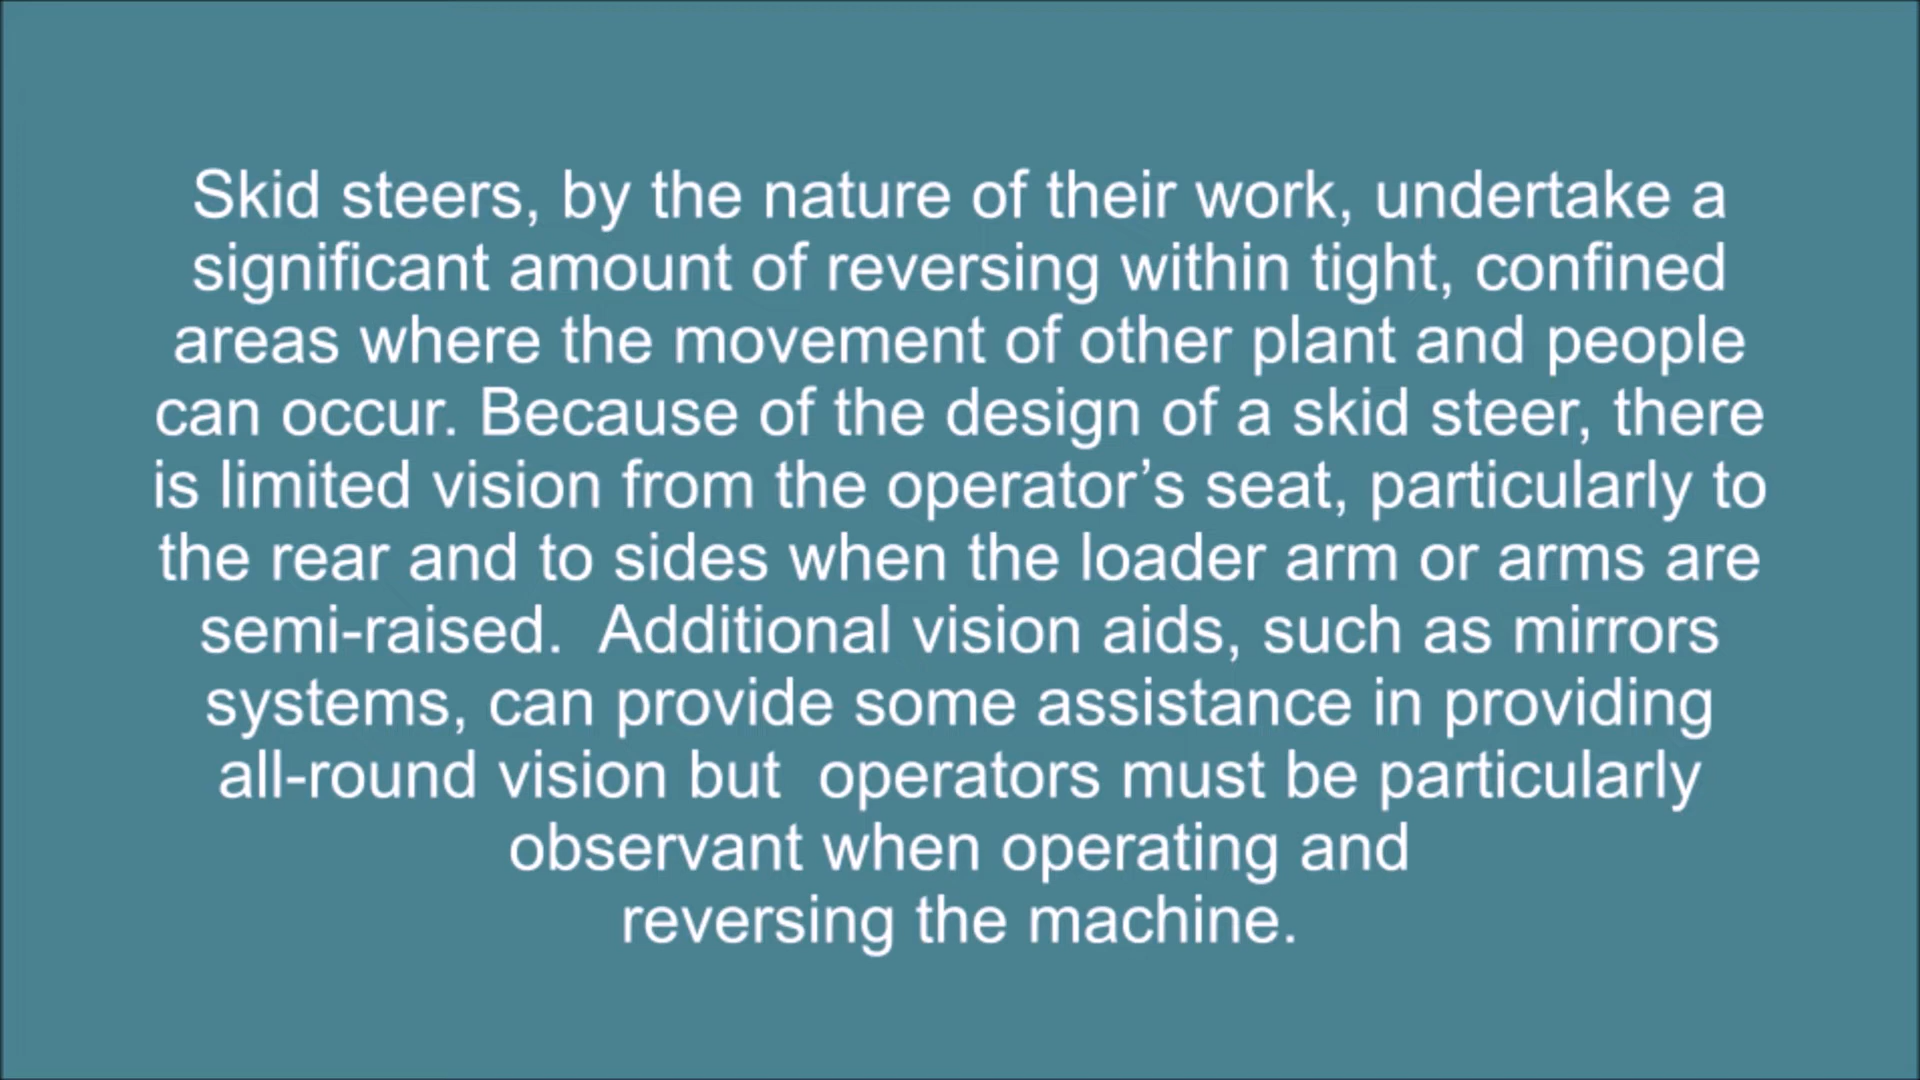 Skid steers, by the nature of their work, undertake a
significant amount of reversing within tight, confined
areas where the movement of other plant and people
can occur. Because of the design of a skid steer, there
is limited vision from the operator’s seat, particularly to
the rear and to sides when the loader arm or arms are
semi-raised.  Additional vision aids, such as mirrors
systems, can provide some assistance in providing
all-round vision but  operators must be particularly
observant when operating and
reversing the machine.